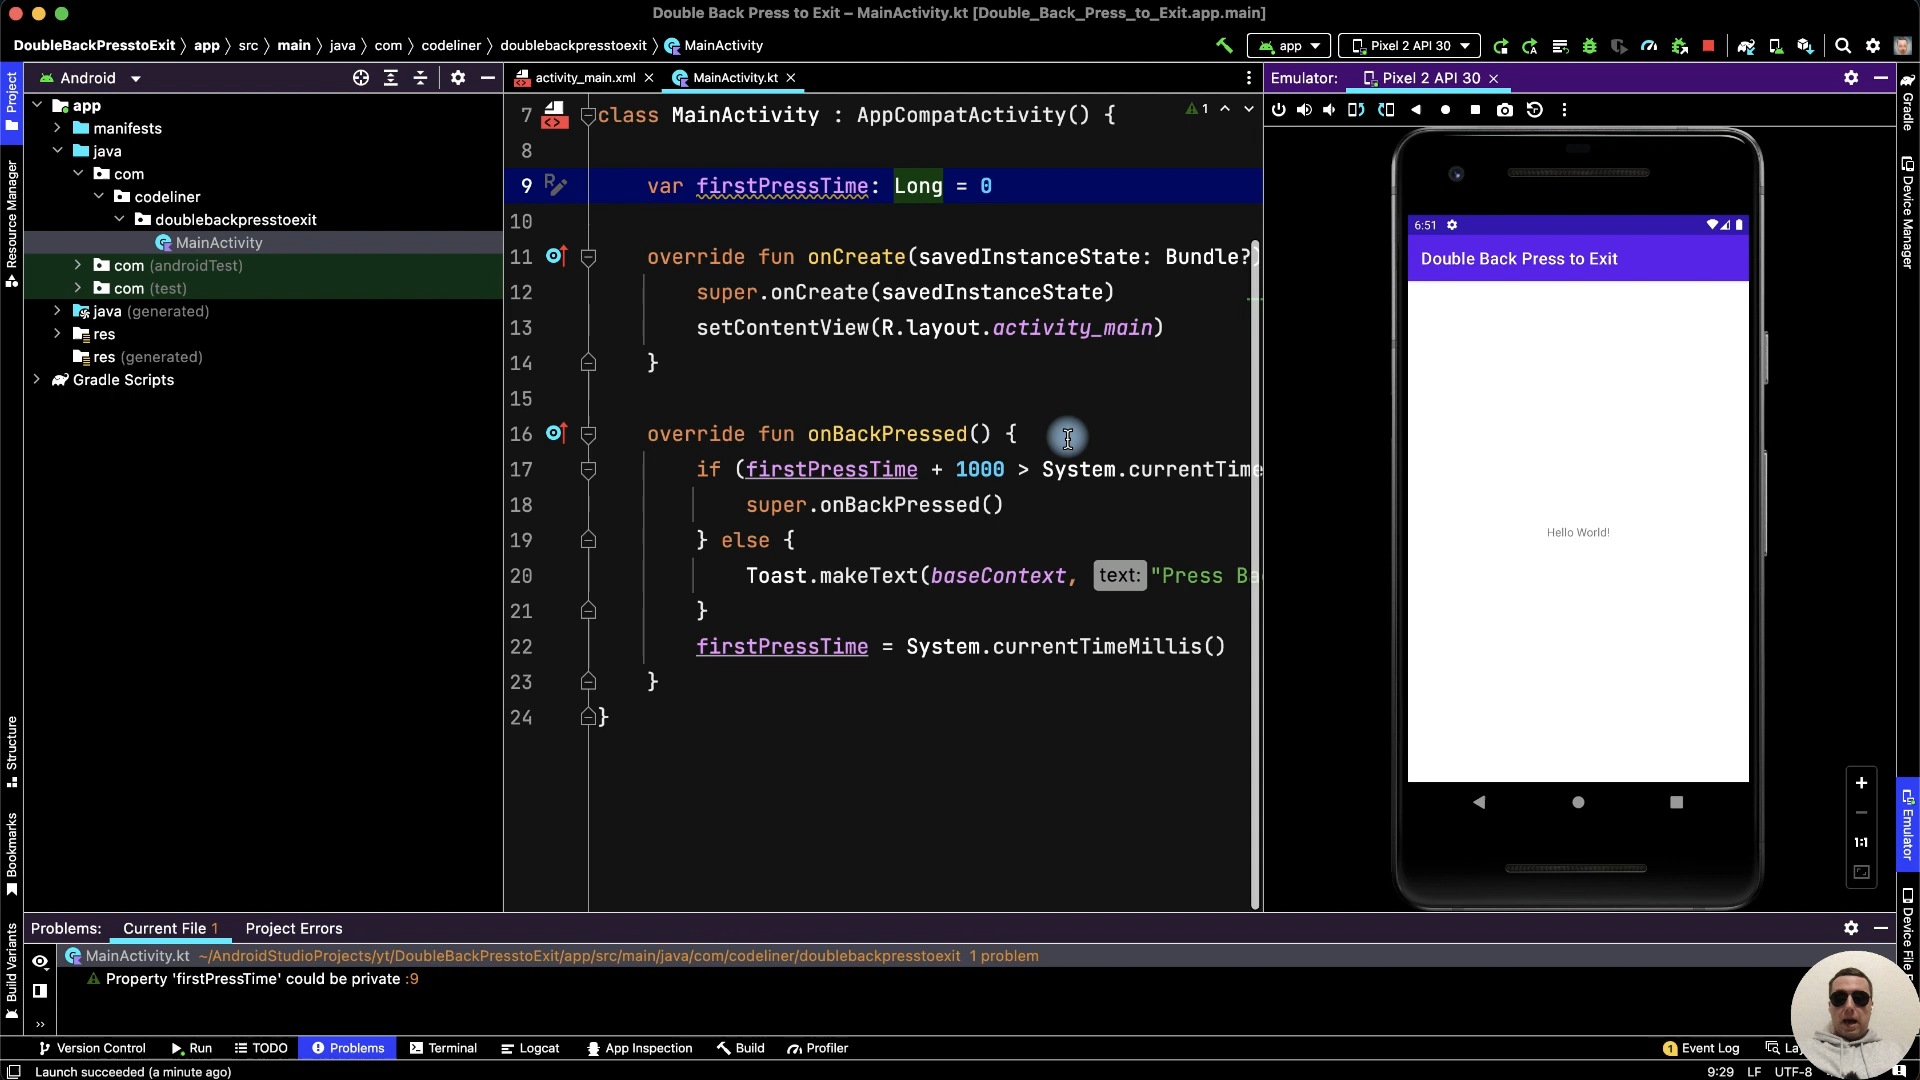 Double Back Press to Exit – MainActivity.kt [Double_Back_Press_to_Exit.app.main]
DoubleBackPresstoExit app src main java com codeliner doublebackpresstoexit MainActivity
app
Pixel 2 API 30
Project
Resource Manager
Structure
Bookmarks
Build Variants
Android
app
manifests
java
com
codeliner
doublebackpresstoexit
MainActivity
com (androidTest)
com (test)
java (generated)
res
res (generated)
Gradle Scripts
activity_main.xml
MainActivity.kt
1
7 class MainActivity : AppCompatActivity() {
8
9 var firstPressTime: Long = 0
10
11 override fun onCreate(savedInstanceState: Bundle?)
12 super.onCreate(savedInstanceState)
13 setContentView(R.layout.activity_main)
14 }
15
16 override fun onBackPressed() {
17 if (firstPressTime + 1000 > System.currentTime
18 super.onBackPressed()
19 } else {
20 Toast.makeText(baseContext, text: "Press Ba
21 }
22 firstPressTime = System.currentTimeMillis()
23 }
24 }
Emulator: Pixel 2 API 30
6:51
Double Back Press to Exit
Hello World!
1:1
Gradle
Device Manager
Emulator
Device File
Problems: Current File 1 Project Errors
MainActivity.kt ~/AndroidStudioProjects/yt/DoubleBackPresstoExit/app/src/main/java/com/codeliner/doublebackpresstoexit 1 problem
Property 'firstPressTime' could be private :9
Version Control Run TODO Problems Terminal Logcat App Inspection Build Profiler
1 Event Log
Launch succeeded (a minute ago)
9:29 LF UTF-8